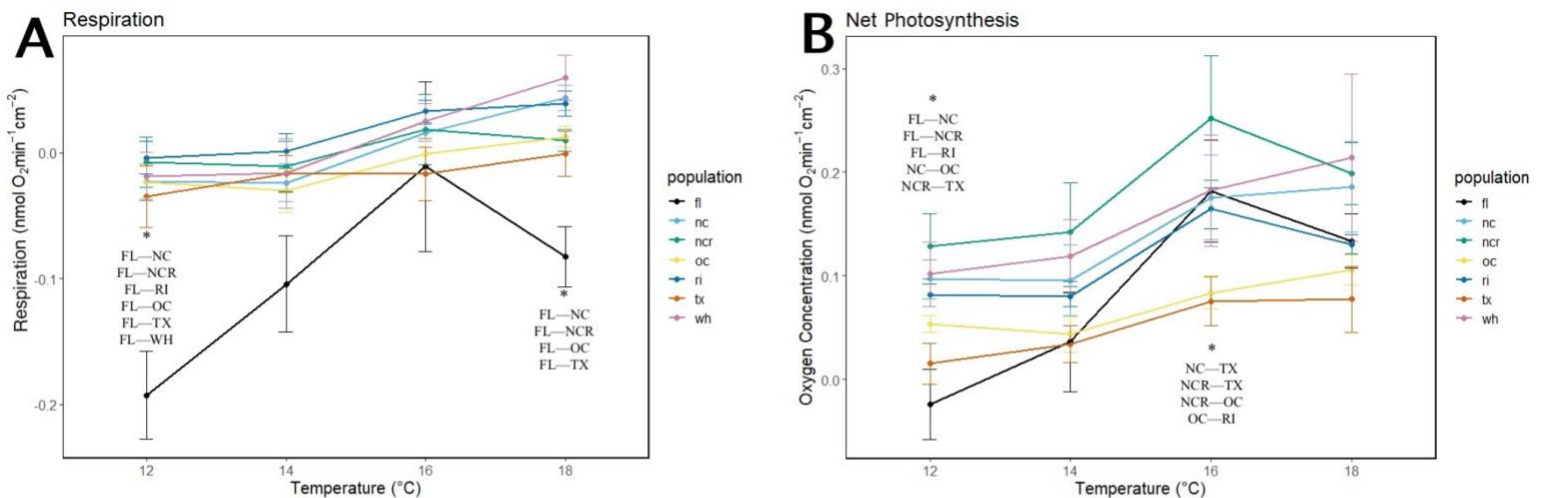 A
Respiration
Respiration (nmol O₂min⁻¹cm⁻²)
0.0
-0.1
-0.2
*
FL—NC
FL—NCR
FL—RI
FL—OC
FL—TX
FL—WH
*
FL—NC
FL—NCR
FL—OC
FL—TX
12
14
16
18
Temperature (°C)
population
fl
nc
ncr
oc
ri
tx
wh
B
Net Photosynthesis
Oxygen Concentration (nmol O₂min⁻¹cm⁻²)
0.3
0.2
0.1
0.0
*
FL—NC
FL—NCR
FL—RI
NC—OC
NCR—TX
*
NC—TX
NCR—TX
NCR—OC
OC—RI
12
14
16
18
Temperature (°C)
population
fl
nc
ncr
oc
ri
tx
wh